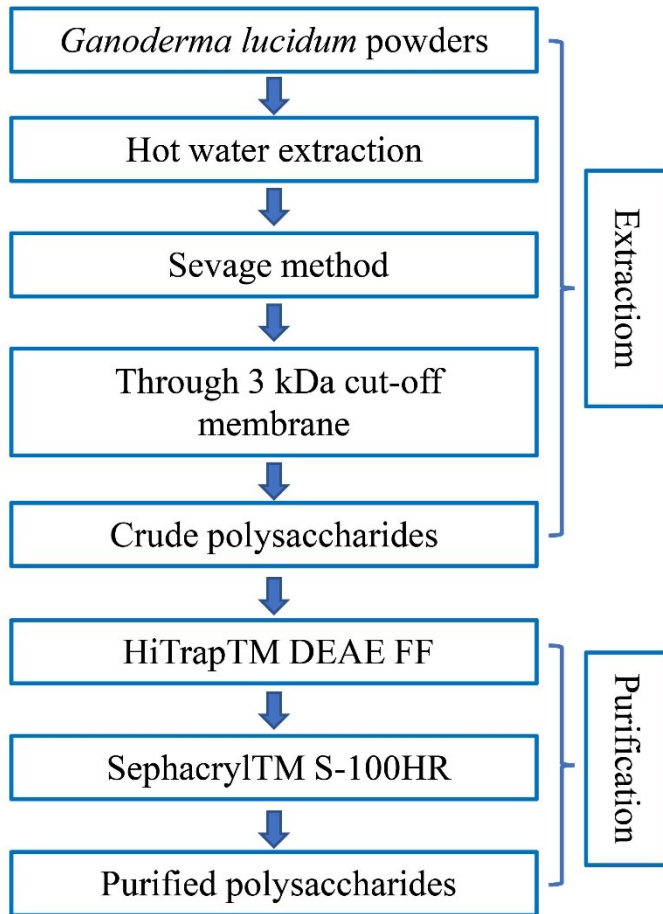 Ganoderma lucidum powders
Hot water extraction
Sevage method
Through 3 kDa cut-off
membrane
Crude polysaccharides
Extractiom
HiTrapTM DEAE FF
SephacrylTM S-100HR
Purified polysaccharides
Purification